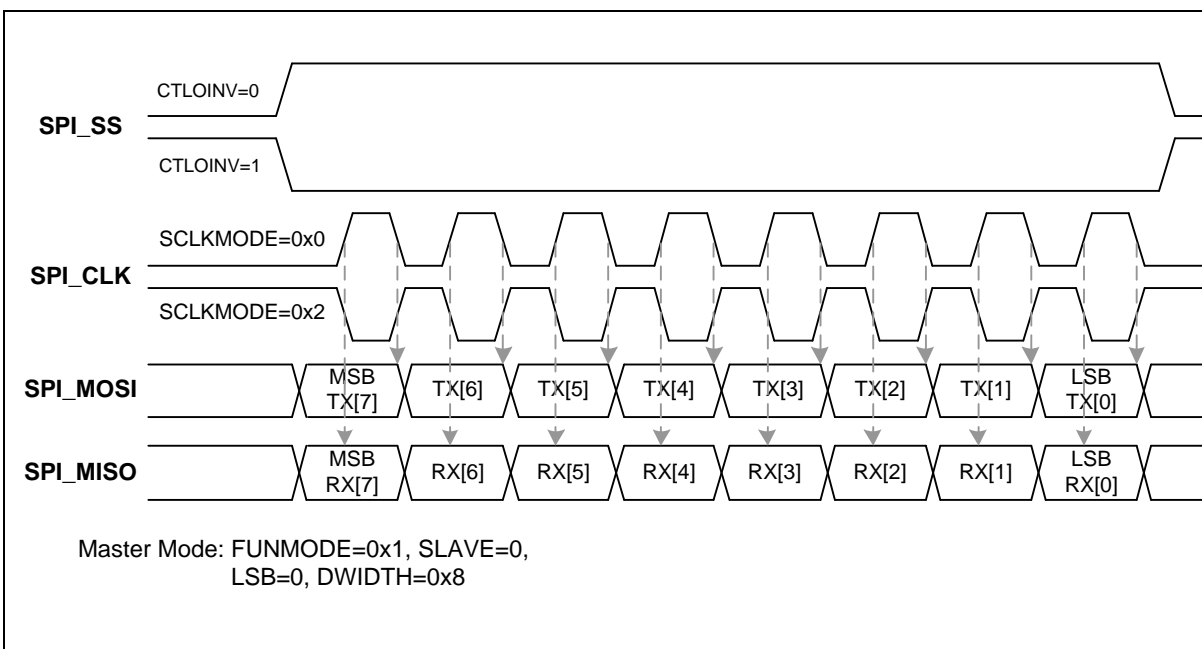 CTLOINV=0
SPI_SS
CTLOINV=1
SCLKMODE=0x0
SPI_CLK
SCLKMODE=0x2
SPI_MOSI
MSB TX[7]
TX[6]
TX[5]
TX[4]
TX[3]
TX[2]
TX[1]
LSB TX[0]
SPI_MISO
MSB RX[7]
RX[6]
RX[5]
RX[4]
RX[3]
RX[2]
RX[1]
LSB RX[0]
Master Mode: FUNMODE=0x1, SLAVE=0,
LSB=0, DWIDTH=0x8